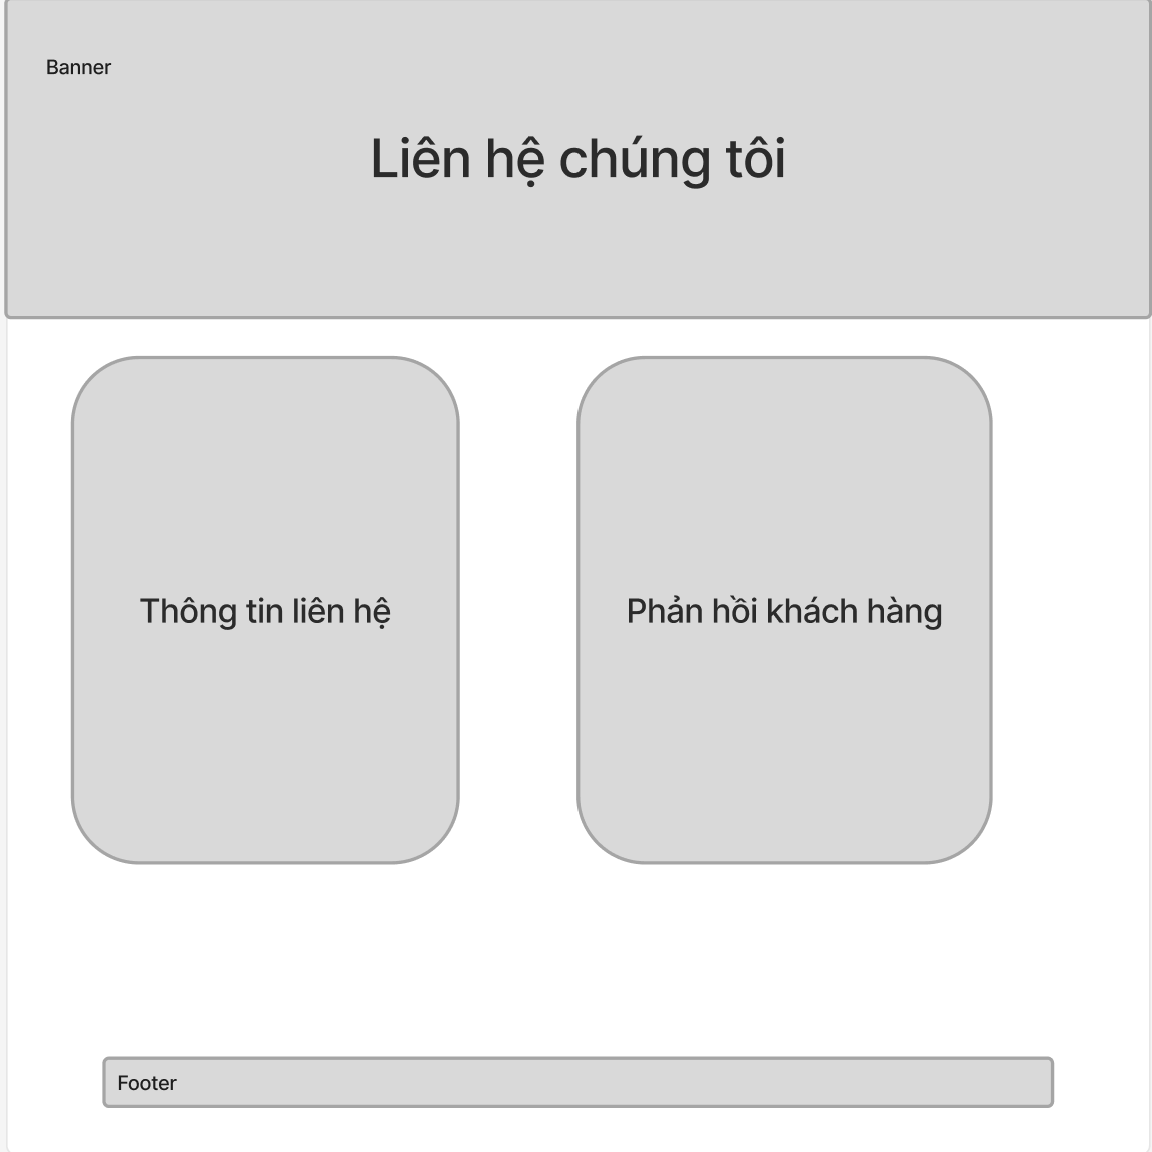 Banner
Liên hệ chúng tôi
Thông tin liên hệ
Phản hồi khách hàng
Footer